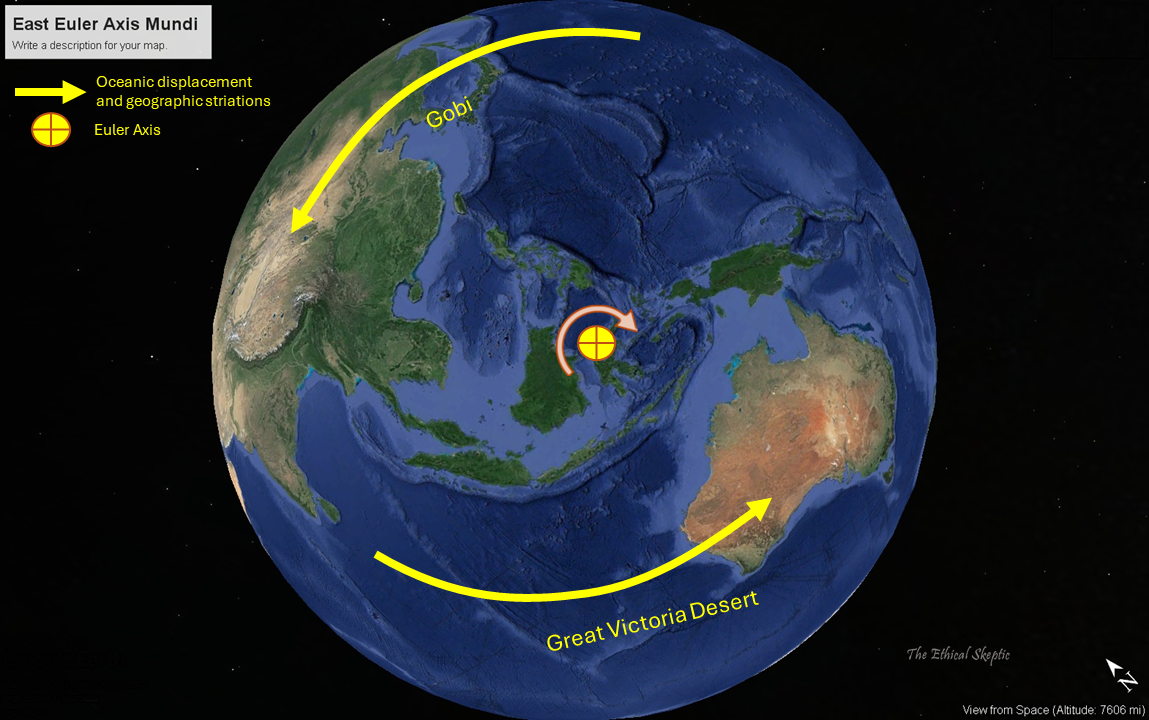 East Euler Axis Mundi
Write a description for your map.
Oceanic displacement
and geographic striations
Euler Axis
Gobi
Great Victoria Desert
The Ethical Skeptic
N
View from Space (Altitude: 7606 mi)